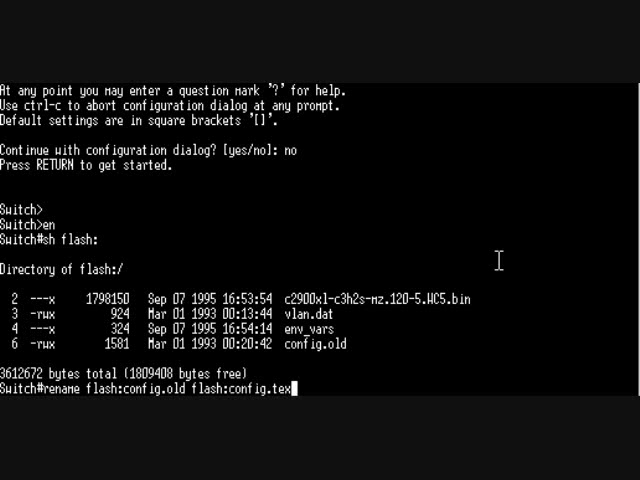 At any point you may enter a question mark '?' for help.
Use ctrl-c to abort configuration dialog at any prompt.
Default settings are in square brackets '[]'.
Continue with configuration dialog? [yes/no]: no
Press RETURN to get started.
Switch>
Switch>en
Switch#sh flash:
Directory of flash:/
2 ---x 1798150 Sep 07 1995 16:53:54 c2900xl-c3h2s-mz.120-5.WC5.bin
3 -rwx 924 Mar 01 1993 00:13:44 vlan.dat
4 ---x 324 Sep 07 1995 16:54:14 env_vars
6 -rwx 1581 Mar 01 1993 00:20:42 config.old
3612672 bytes total (1809408 bytes free)
Switch#rename flash:config.old flash:config.tex